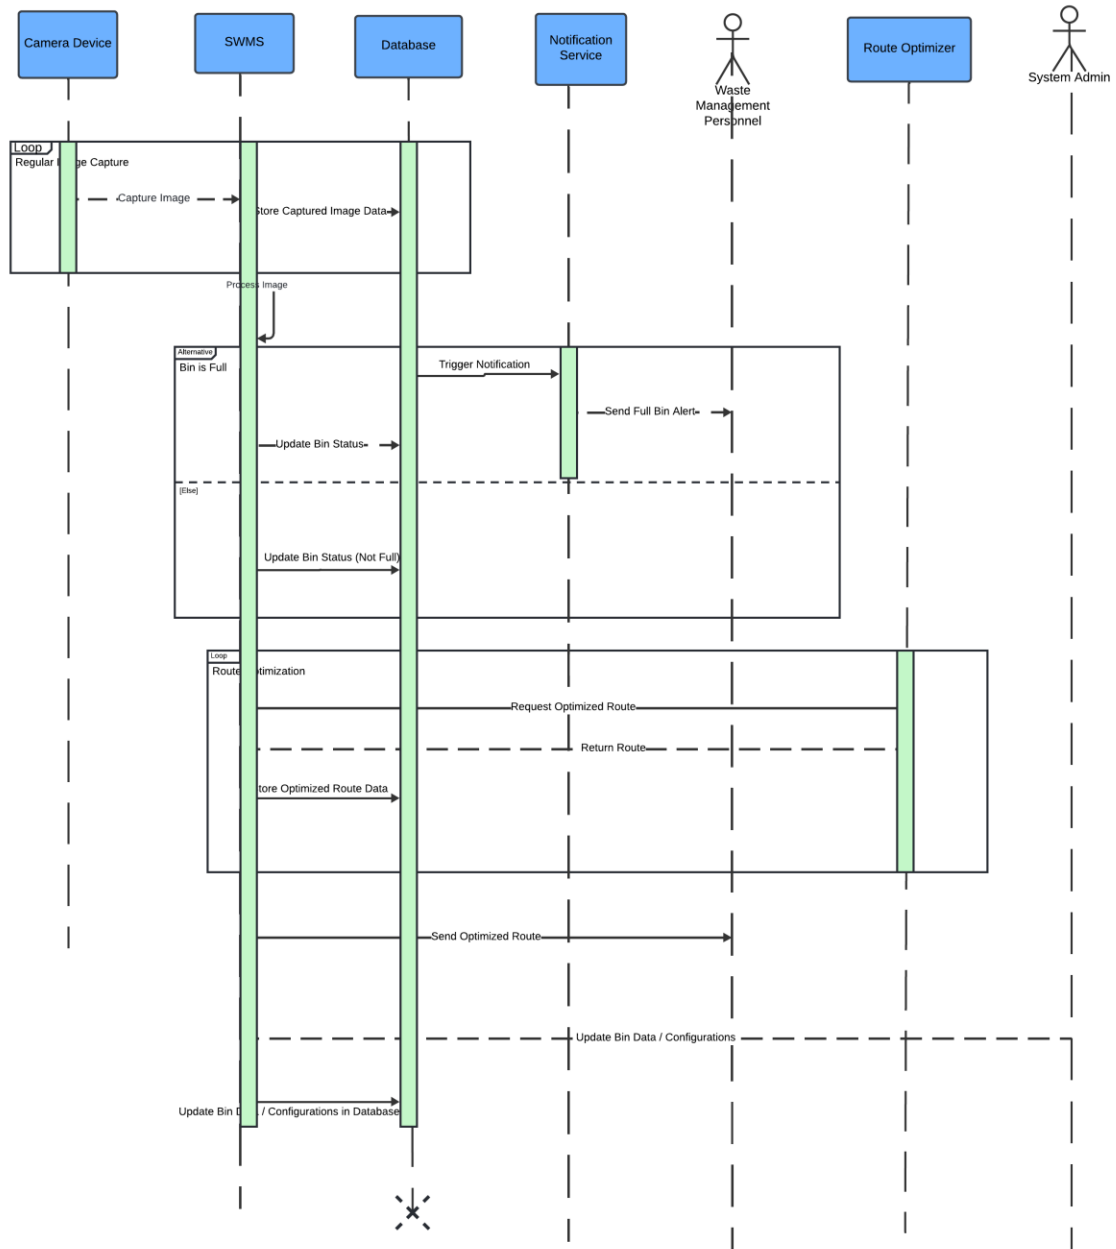 Camera Device
SWMS
Database
Notification
Service
Waste
Management
Personnel
Route Optimizer
System Admin
Loop
Regular I ge Capture
Capture Image
Store Captured Image Data
Process Image
Alternative
Bin is Full
Trigger Notification
Send Full Bin Alert
Update Bin Status
[Else]
Update Bin Status (Not Full)
Loop
Route timization
Request Optimized Route
Return Route
tore Optimized Route Data
Send Optimized Route
Update Bin Data / Configurations
Update Bin D / Configurations in Database